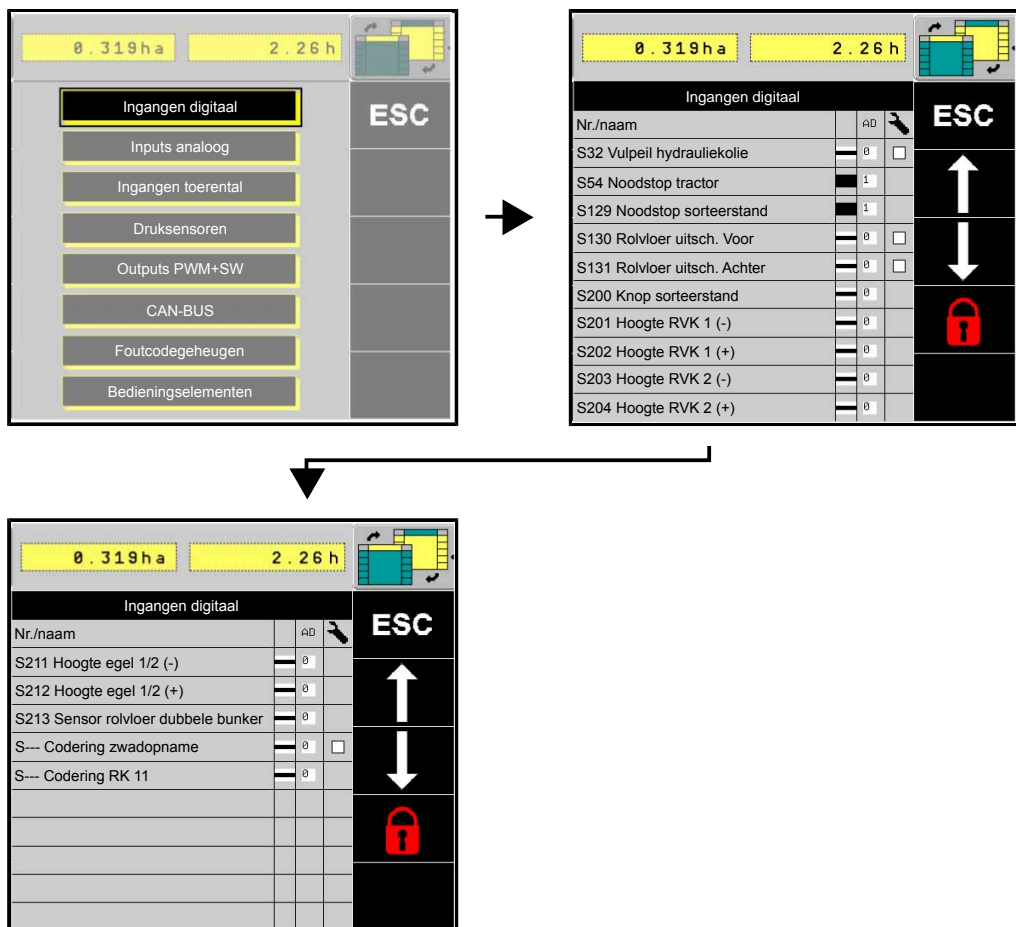 0.319ha 2.26h
Ingangen digitaal
Inputs analoog
Ingangen toerental
Druksensoren
Outputs PWM+SW
CAN-BUS
Foutcodegeheugen
Bedieningselementen
ESC
0.319ha 2.26h
Ingangen digitaal
Nr./naam AD
S32 Vulpeil hydrauliekolie 0
S54 Noodstop tractor 1
S129 Noodstop sorteerstand 1
S130 Rolvloer uitsch. Voor 0
S131 Rolvloer uitsch. Achter 0
S200 Knop sorteerstand 0
S201 Hoogte RVK 1 (-) 0
S202 Hoogte RVK 1 (+) 0
S203 Hoogte RVK 2 (-) 0
S204 Hoogte RVK 2 (+) 0
ESC
0.319ha 2.26h
Ingangen digitaal
Nr./naam AD
S211 Hoogte egel 1/2 (-) 0
S212 Hoogte egel 1/2 (+) 0
S213 Sensor rolvloer dubbele bunker 0
S--- Codering zwadopname 0
S--- Codering RK 11 0
ESC